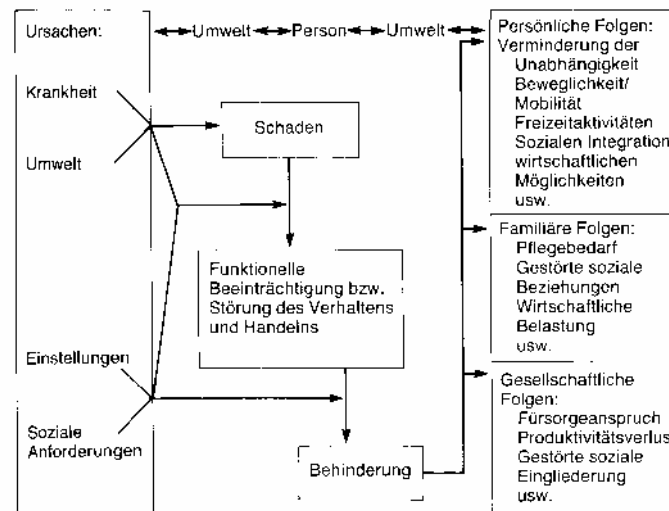 Ursachen:
Umwelt Person Umwelt
Krankheit
Umwelt
Einstellungen
Soziale
Anforderungen
Schaden
Funktionelle
Beeinträchtigung bzw.
Störung des Verhaltens
und Handelns
Behinderung
Persönliche Folgen:
Verminderung der
Unabhängigkeit
Beweglichkeit/
Mobilität
Freizeitaktivitäten
Sozialen Integration
wirtschaftlichen
Möglichkeiten
usw.
Familiäre Folgen:
Pflegebedarf
Gestörte soziale
Beziehungen
Wirtschaftliche
Belastung
usw.
Gesellschaftliche
Folgen:
Fürsorgeanspruch
Produktivitätsverlus
Gestörte soziale
Eingliederung
usw.